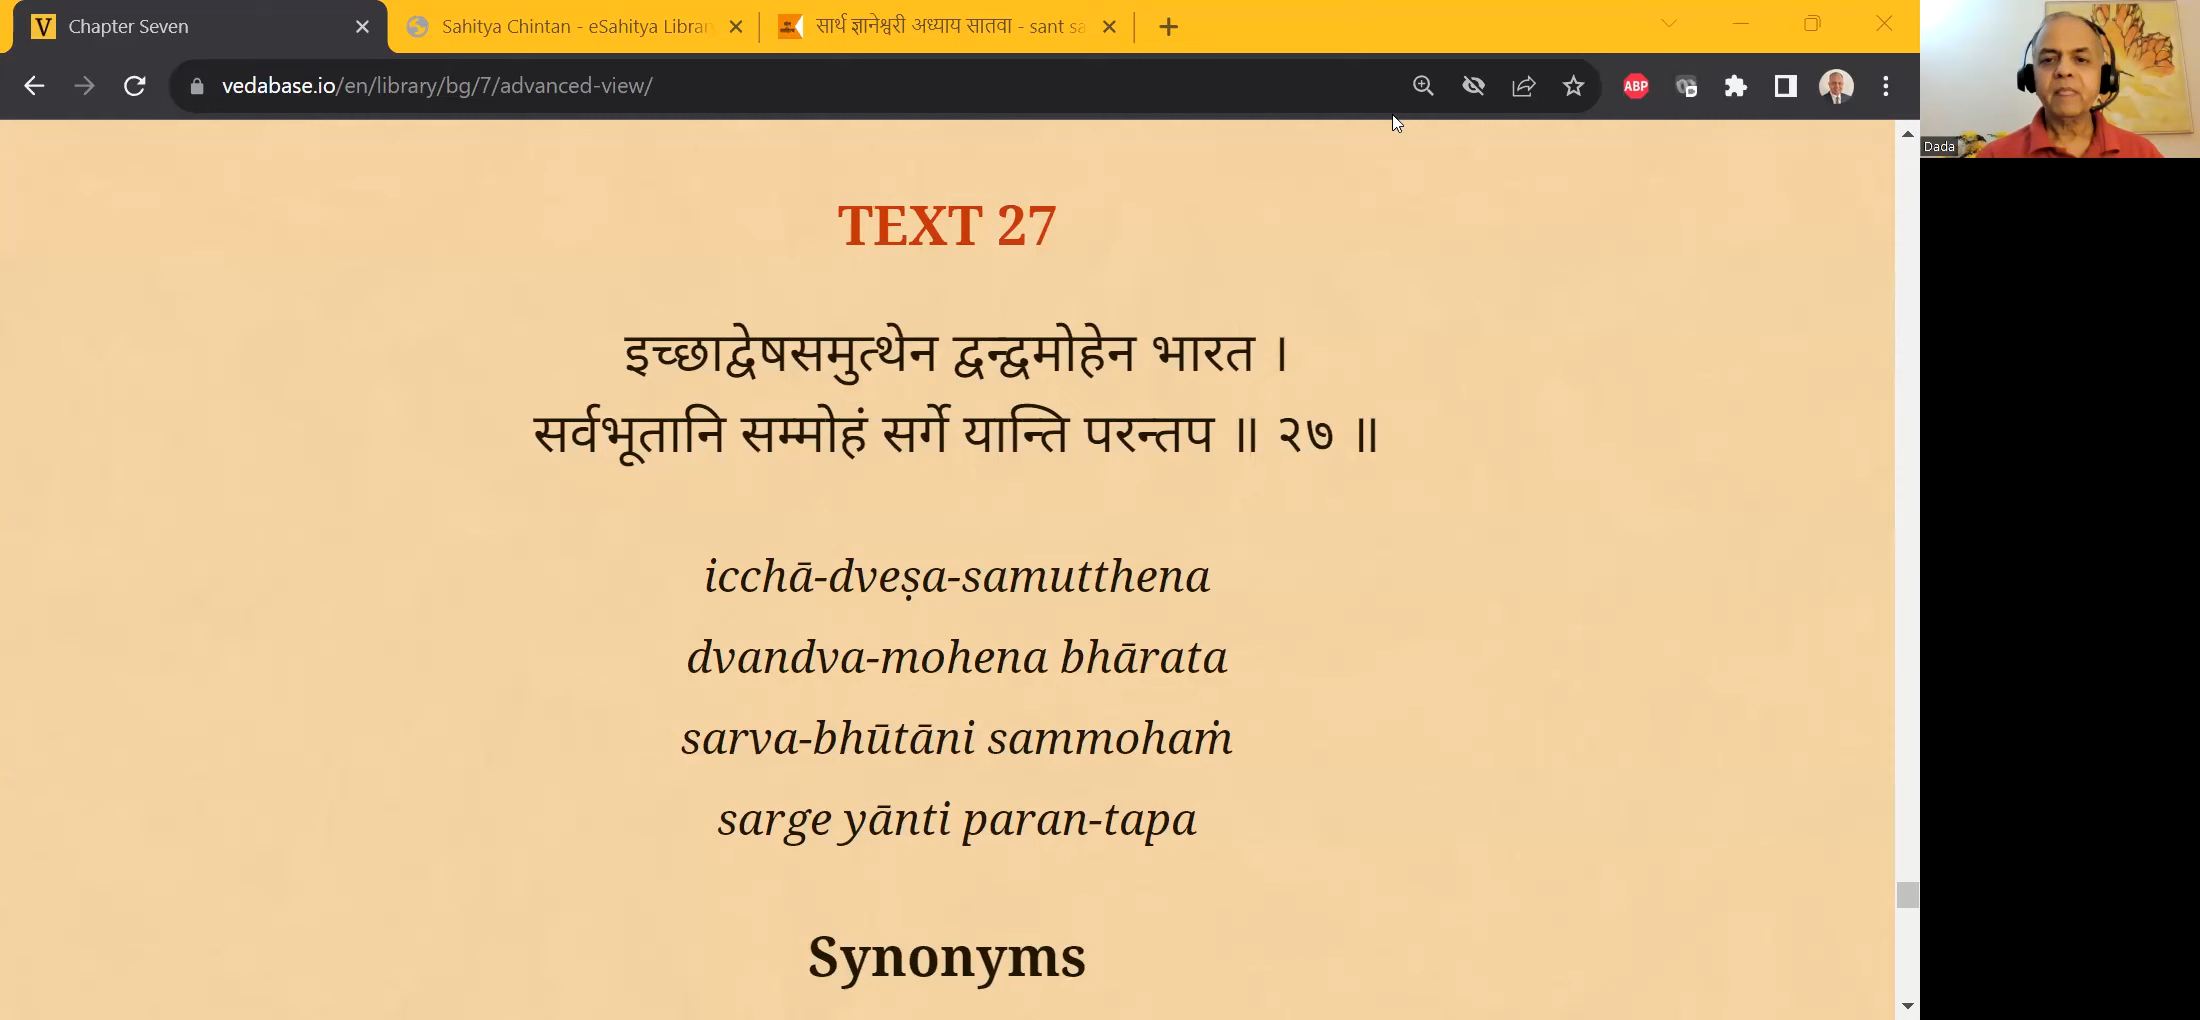 Chapter Seven
Sahitya Chintan - eSahitya Librar
सार्थ ज्ञानेश्वरी अध्याय सातवा - sant sa
vedabase.io/en/library/bg/7/advanced-view/
ABP
Dada
TEXT 27
इच्छाद्वेषसमुत्थेन द्वन्द्वमोहेन भारत ।
सर्वभूतानि सम्मोहं सर्गे यान्ति परन्तप ॥ २७ ॥
icchā-dveṣa-samutthena
dvandva-mohena bhārata
sarva-bhūtāni sammohaṁ
sarge yānti paran-tapa
Synonyms